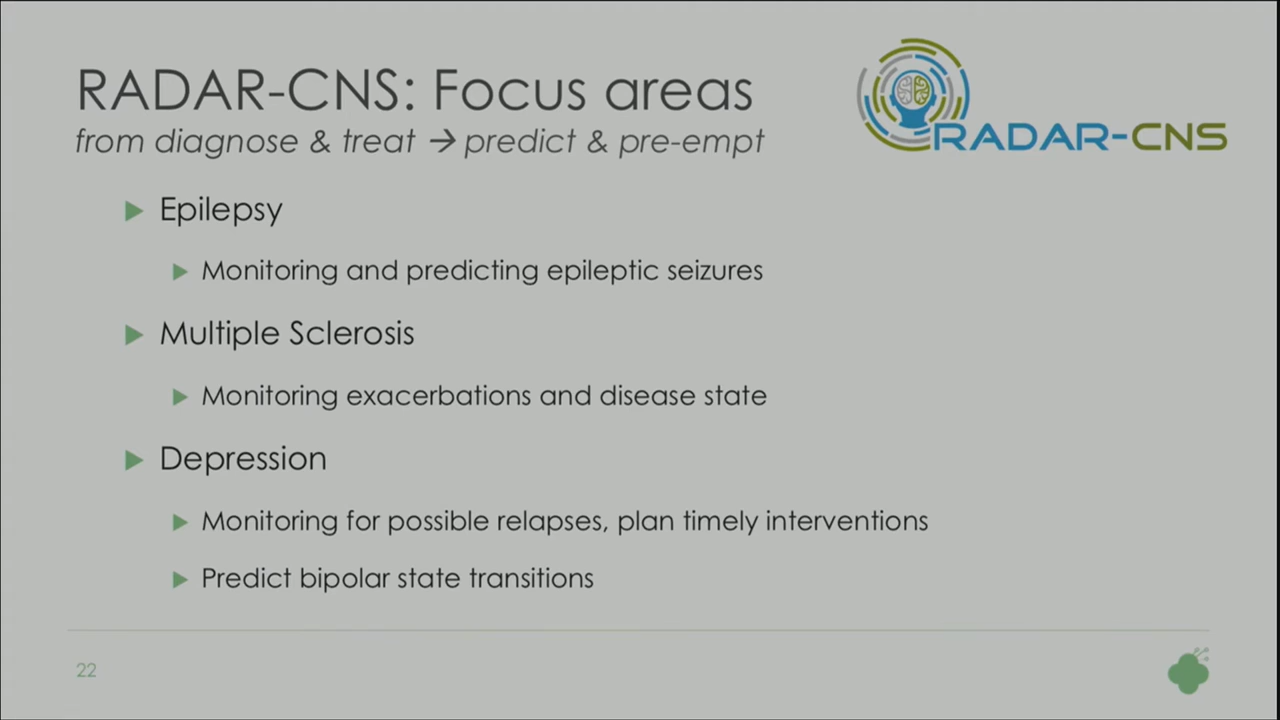 RADAR-CNS: Focus areas
from diagnose & treat → predict & pre-empt
RADAR-CNS
Epilepsy
Monitoring and predicting epileptic seizures
Multiple Sclerosis
Monitoring exacerbations and disease state
Depression
Monitoring for possible relapses, plan timely interventions
Predict bipolar state transitions
22